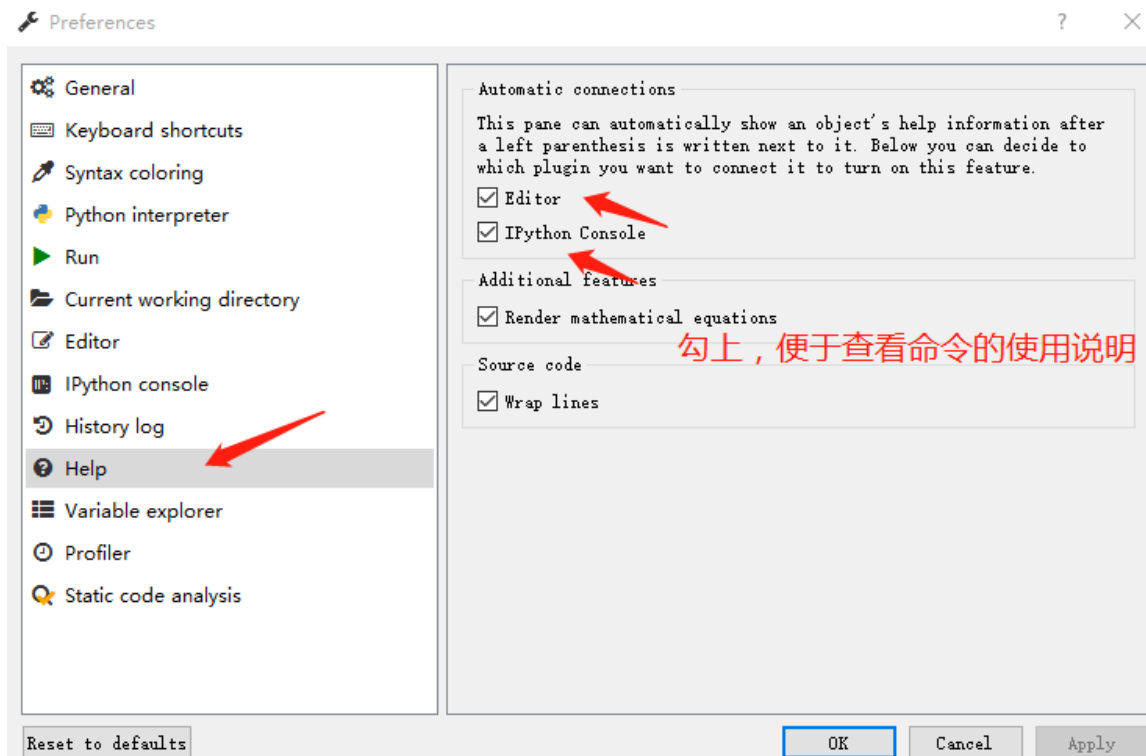 Preferences
?
General
Keyboard shortcuts
Syntax coloring
Python interpreter
Run
Current working directory
Editor
IPython console
History log
Help
Variable explorer
Profiler
Static code analysis
Automatic connections
This pane can automatically show an object's help information after
a left parenthesis is written next to it. Below you can decide to
which plugin you want to connect it to turn on this feature.
Editor
IPython Console
Additional features
Render mathematical equations
勾上，便于查看命令的使用说明
Source code
Wrap lines
Reset to defaults
OK
Cancel
Apply